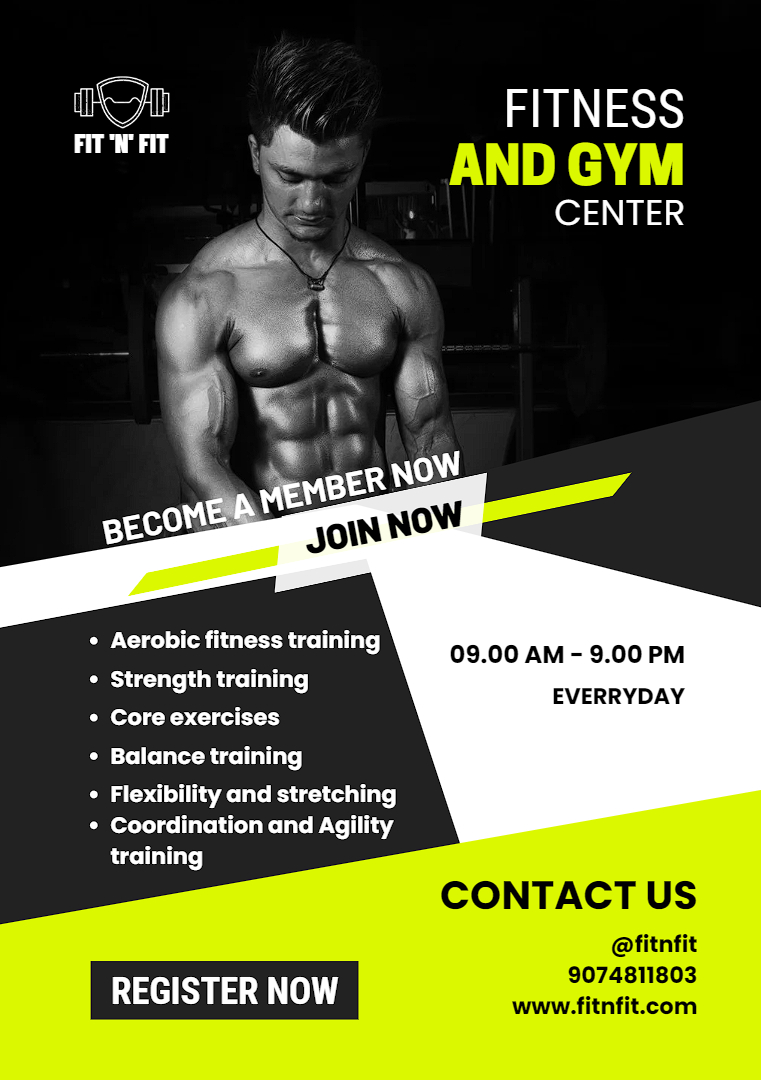 FIT 'N' FIT
FITNESS
AND GYM
CENTER
BECOME A MEMBER NOW
JOIN NOW
• Aerobic fitness training
• Strength training
• Core exercises
• Balance training
• Flexibility and stretching
• Coordination and Agility
training
09.00 AM - 9.00 PM
EVERRYDAY
CONTACT US
@fitnfit
9074811803
www.fitnfit.com
REGISTER NOW